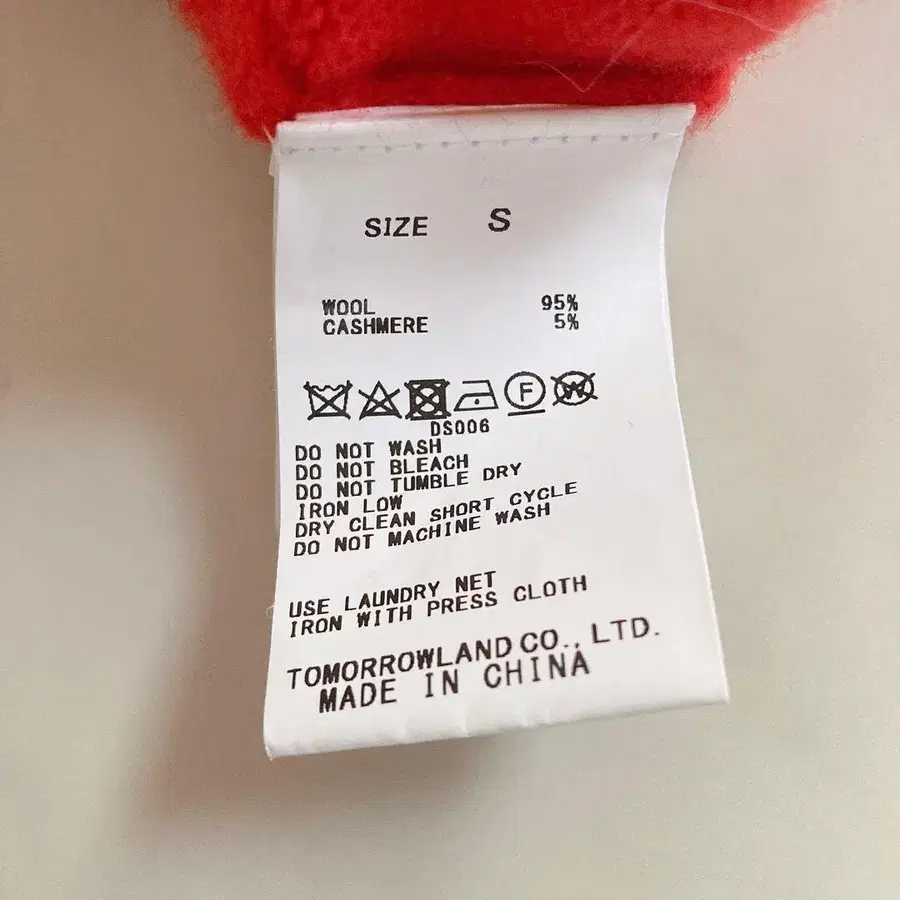 SIZE S
WOOL 95%
CASHMERE 5%
F W
DS006
DO NOT WASH
DO NOT BLEACH
DO NOT TUMBLE DRY
IRON LOW
DRY CLEAN SHORT CYCLE
DO NOT MACHINE WASH
USE LAUNDRY NET
IRON WITH PRESS CLOTH
TOMORROWLAND CO., LTD.
MADE IN CHINA